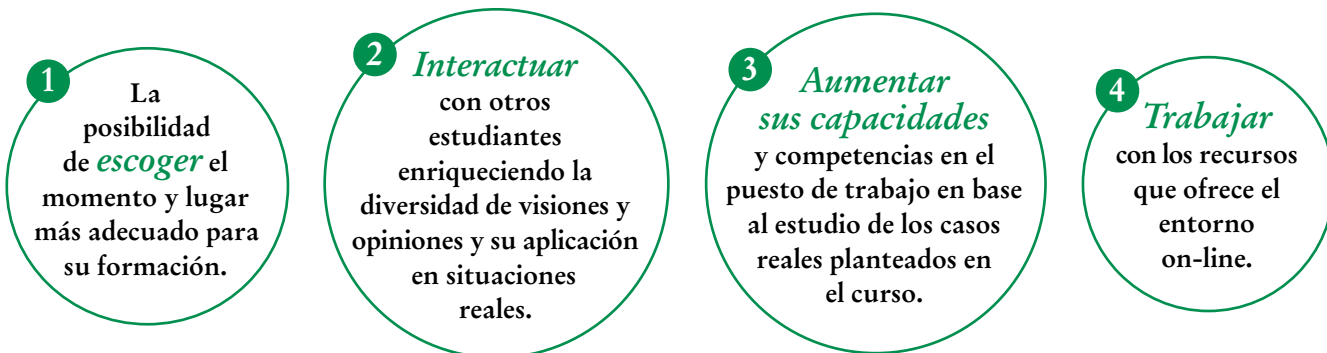 1
La
posibilidad
de escoger el
momento y lugar
más adecuado para
su formación.
2
Interactuar
con otros
estudiantes
enriqueciendo la
diversidad de visiones y
opiniones y su aplicación
en situaciones
reales.
3
Aumentar
sus capacidades
y competencias en el
puesto de trabajo en base
al estudio de los casos
reales planteados en
el curso.
4
Trabajar
con los recursos
que ofrece el
entorno
on-line.